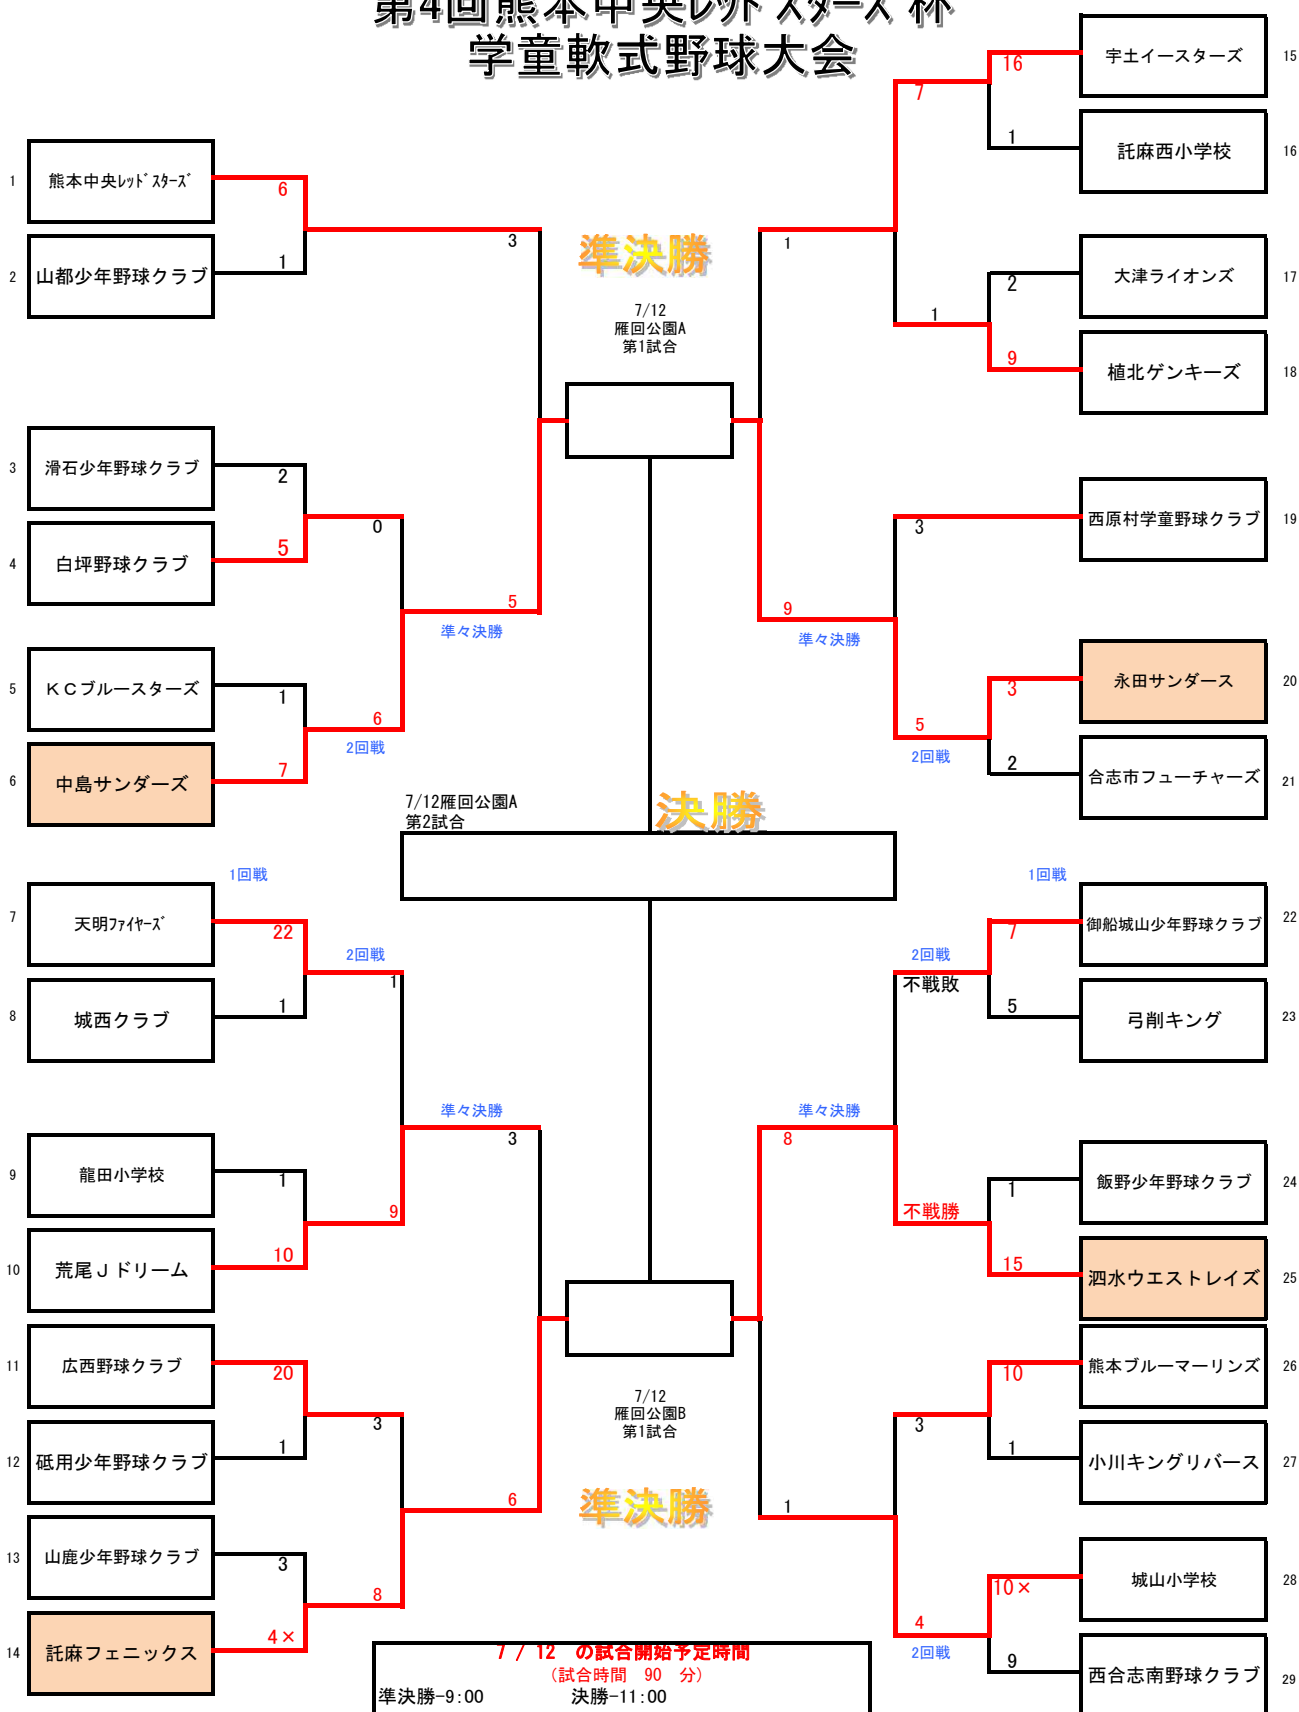 第4回熊本中央ﾚｯﾄﾞｽﾀｰｽﾞ杯
学童軟式野球大会
1
熊本中央ﾚｯﾄﾞｽﾀｰｽﾞ
6
2
山都少年野球クラブ
1
3
3
滑石少年野球クラブ
2
4
白坪野球クラブ
5
0
5
ＫＣブルースターズ
1
6
中島サンダーズ
7
6
2回戦
5
準々決勝
準決勝
7/12
雁回公園A
第1試合
15
宇土イースターズ
16
16
託麻西小学校
1
7
17
大津ライオンズ
2
18
植北ゲンキーズ
9
1
1
19
西原村学童野球クラブ
3
20
永田サンダース
3
21
合志市フューチャーズ
2
5
2回戦
9
準々決勝
7/12雁回公園A
第2試合
決勝
1回戦
7
天明ﾌｧｲﾔｰｽﾞ
22
8
城西クラブ
1
2回戦
1
9
龍田小学校
1
10
荒尾Ｊドリーム
10
9
準々決勝
3
11
広西野球クラブ
20
12
砥用少年野球クラブ
1
3
13
山鹿少年野球クラブ
3
14
託麻フェニックス
4×
8
6
1回戦
22
御船城山少年野球クラブ
7
23
弓削キング
5
2回戦
不戦敗
24
飯野少年野球クラブ
1
25
泗水ウエストレイズ
15
不戦勝
準々決勝
8
26
熊本ブルーマーリンズ
10
27
小川キングリバース
1
3
28
城山小学校
10×
29
西合志南野球クラブ
9
4
2回戦
1
7/12
雁回公園B
第1試合
準決勝
7 / 12　の試合開始予定時間
（試合時間　90　分）
準決勝-9:00　決勝-11:00